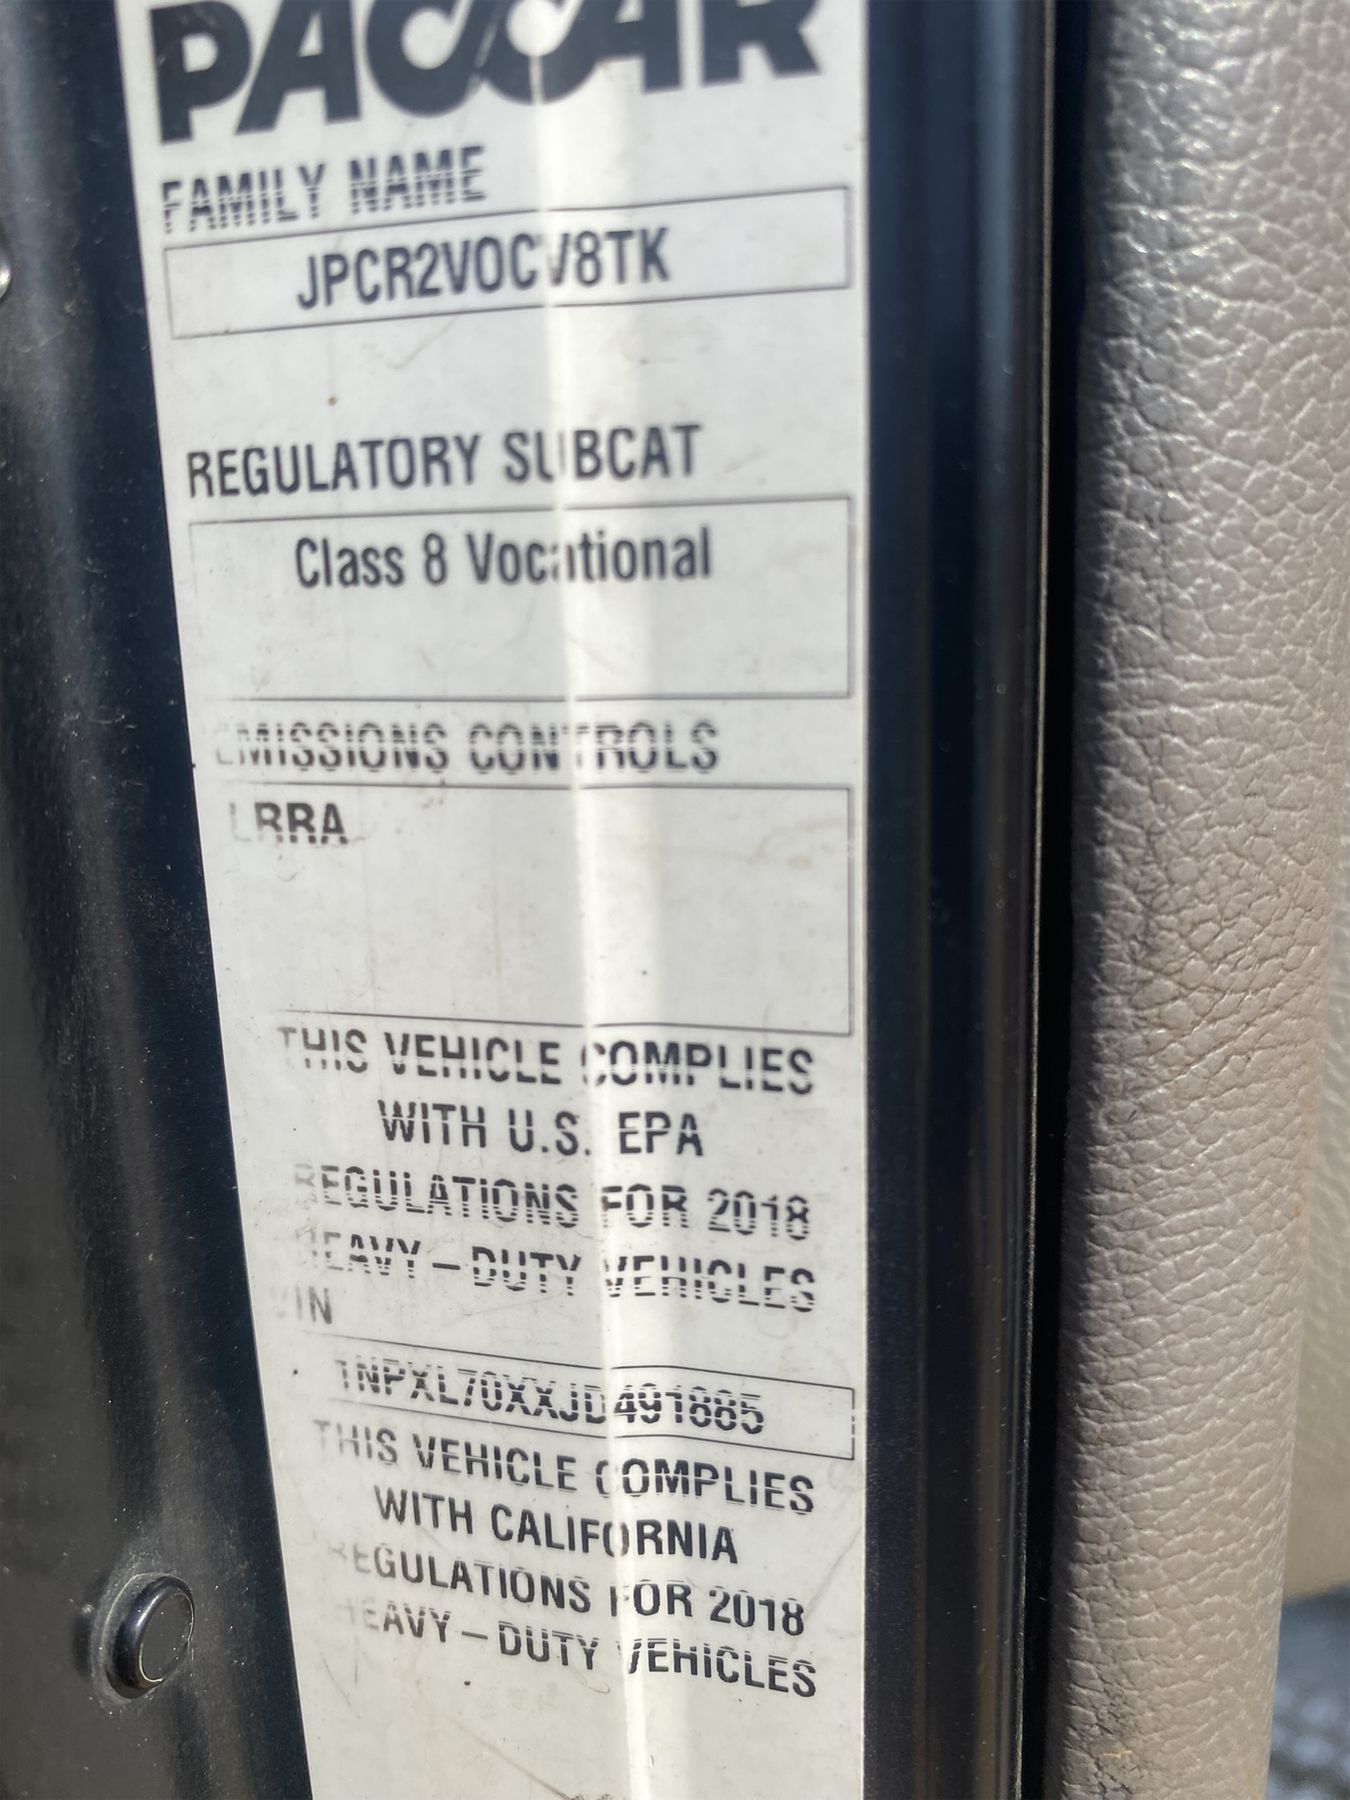 PACCAR
FAMILY NAME
JPCR2VOCV8TK
REGULATORY SUBCAT
Class 8 Vocational
EMISSIONS CONTROLS
LRRA
THIS VEHICLE COMPLIES
WITH U.S. EPA
REGULATIONS FOR 2018
HEAVY-DUTY VEHICLES
VIN
1NPXL70XXJD491885
THIS VEHICLE COMPLIES
WITH CALIFORNIA
REGULATIONS FOR 2018
HEAVY-DUTY VEHICLES